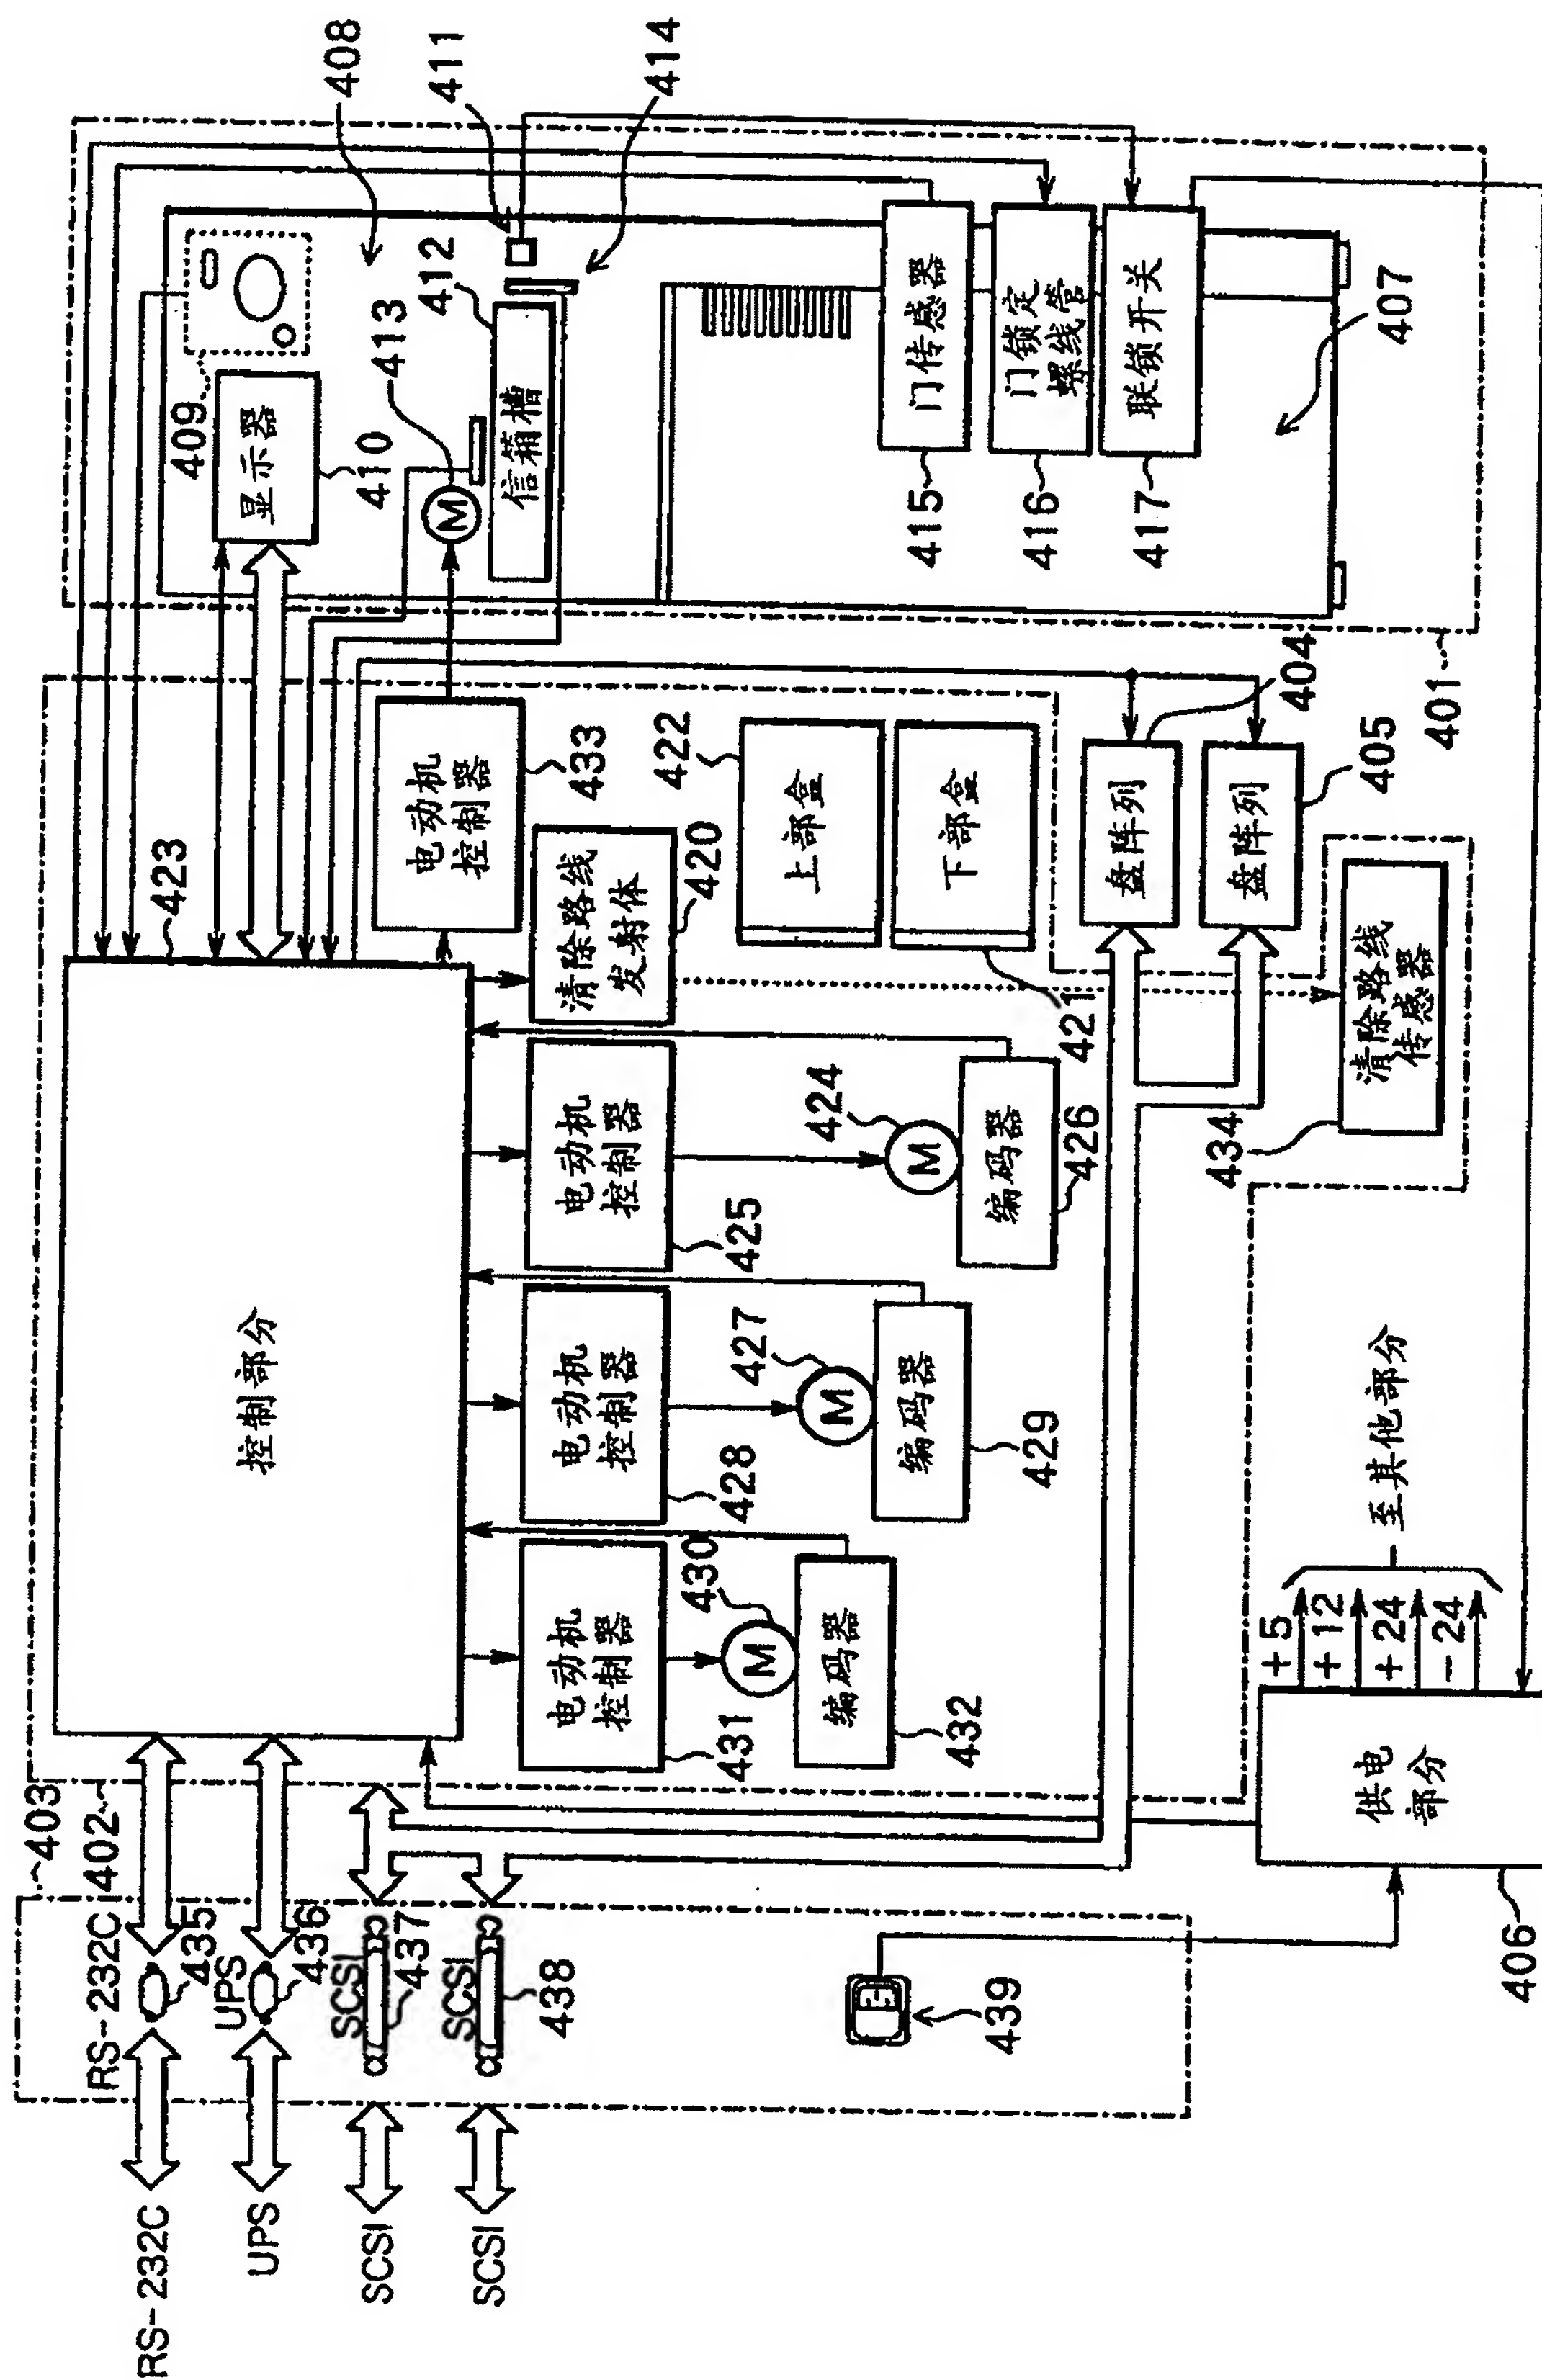 403
402
RS-232C
RS-232C
435
UPS
UPS
436
SCSI
SCSI
437
SCSI
SCSI
438
439
控制部分
423
电动机
控制器
431
M
430
编码器
432
电动机
控制器
428
M
427
编码器
429
电动机
控制器
425
M
424
编码器
426
清除路线
发射体
420
电动机
控制器
433
上部盒
422
下部盒
421
盘阵列
404
盘阵列
405
清除路线
传感器
434
供电
部分
406
+5
+12
+24
-24
至其他部分
401
409
显示器
410
408
M
413
信箱槽
412
411
414
门传感器
415
门锁定
螺线管
416
联锁开关
417
407